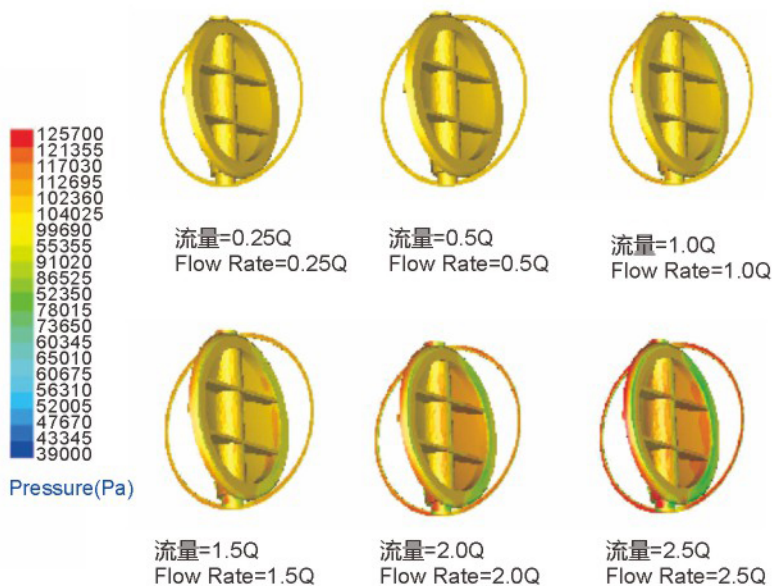 125700
121355
117030
112695
102360
104025
99690
55355
91020
86525
52350
78015
73650
60345
65010
60675
56310
52005
47670
43345
39000
Pressure(Pa)
流量=0.25Q
Flow Rate=0.25Q
流量=0.5Q
Flow Rate=0.5Q
流量=1.0Q
Flow Rate=1.0Q
流量=1.5Q
Flow Rate=1.5Q
流量=2.0Q
Flow Rate=2.0Q
流量=2.5Q
Flow Rate=2.5Q